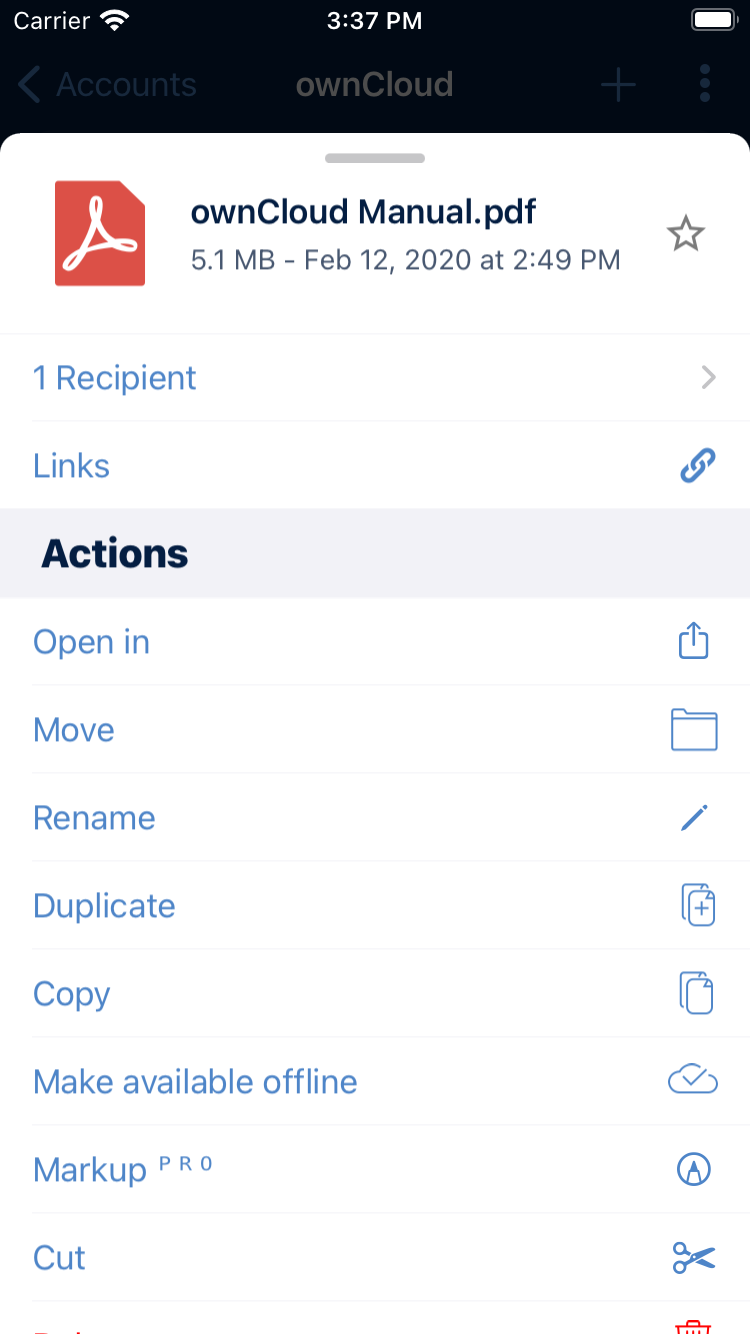 Carrier 3:37 PM
Accounts ownCloud
ownCloud Manual.pdf
5.1 MB - Feb 12, 2020 at 2:49 PM
1 Recipient
Links
Actions
Open in
Move
Rename
Duplicate
Copy
Make available offline
Markup PRO
Cut